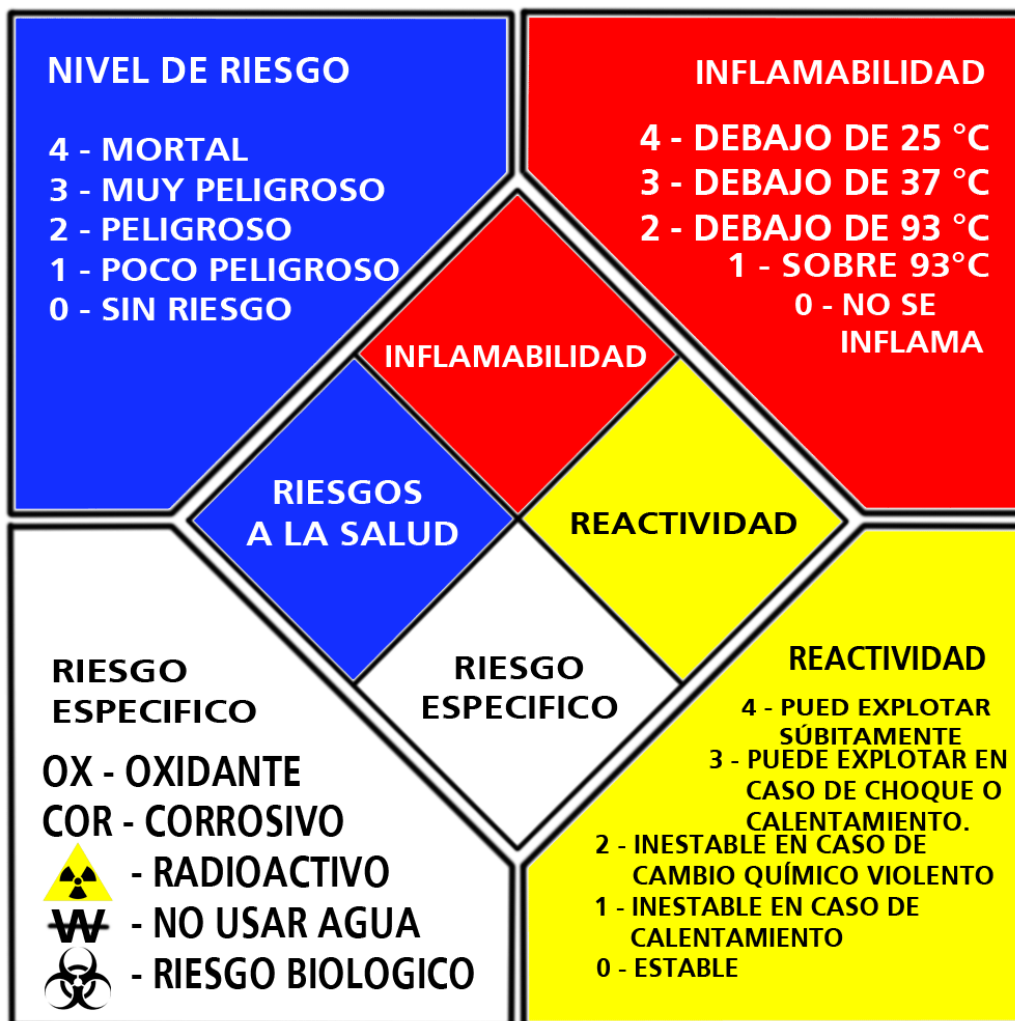 NIVEL DE RIESGO
4 - MORTAL
3 - MUY PELIGROSO
2 - PELIGROSO
1 - POCO PELIGROSO
0 - SIN RIESGO
INFLAMABILIDAD
4 - DEBAJO DE 25 °C
3 - DEBAJO DE 37 °C
2 - DEBAJO DE 93 °C
1 - SOBRE 93°C
0 - NO SE
INFLAMA
INFLAMABILIDAD
RIESGOS
A LA SALUD
REACTIVIDAD
RIESGO
ESPECIFICO
RIESGO
ESPECIFICO
OX - OXIDANTE
COR - CORROSIVO
- RADIOACTIVO
W - NO USAR AGUA
- RIESGO BIOLOGICO
REACTIVIDAD
4 - PUED EXPLOTAR
SÚBITAMENTE
3 - PUEDE EXPLOTAR EN
CASO DE CHOQUE O
CALENTAMIENTO.
2 - INESTABLE EN CASO DE
CAMBIO QUÍMICO VIOLENTO
1 - INESTABLE EN CASO DE
CALENTAMIENTO
0 - ESTABLE